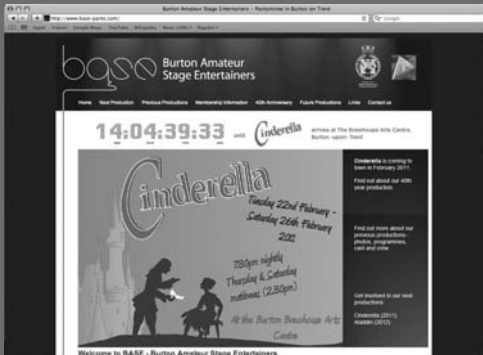 Burton Amateur Stage Entertainers - Pantomime in Burton on Trent
http://www.base-panto.com/
Google
base
Burton Amateur
Stage Entertainers
Home Next Production Previous Productions Membership Information 40th Anniversary Future Productions Links Contact us
14:04:39:33 until Cinderella arrives at The Brewhouse Arts Centre,
Burton -upon- Trent
Cinderella
Tuesday 22nd February -
Saturday 26th February
2011
7.30pm nightly
Thursday & Saturday
matinees (2.30pm)
At the Burton Brewhouse Arts
Centre
Cinderella is coming to
town in February 2011.
Find out about our 40th
year production.
Find out more about our
previous productions -
photos, programmes,
cast and crew.
Get involved in our next
productions:
Cinderella (2011)
Aladdin (2012)
Welcome to BASE - Burton Amateur Stage Entertainers